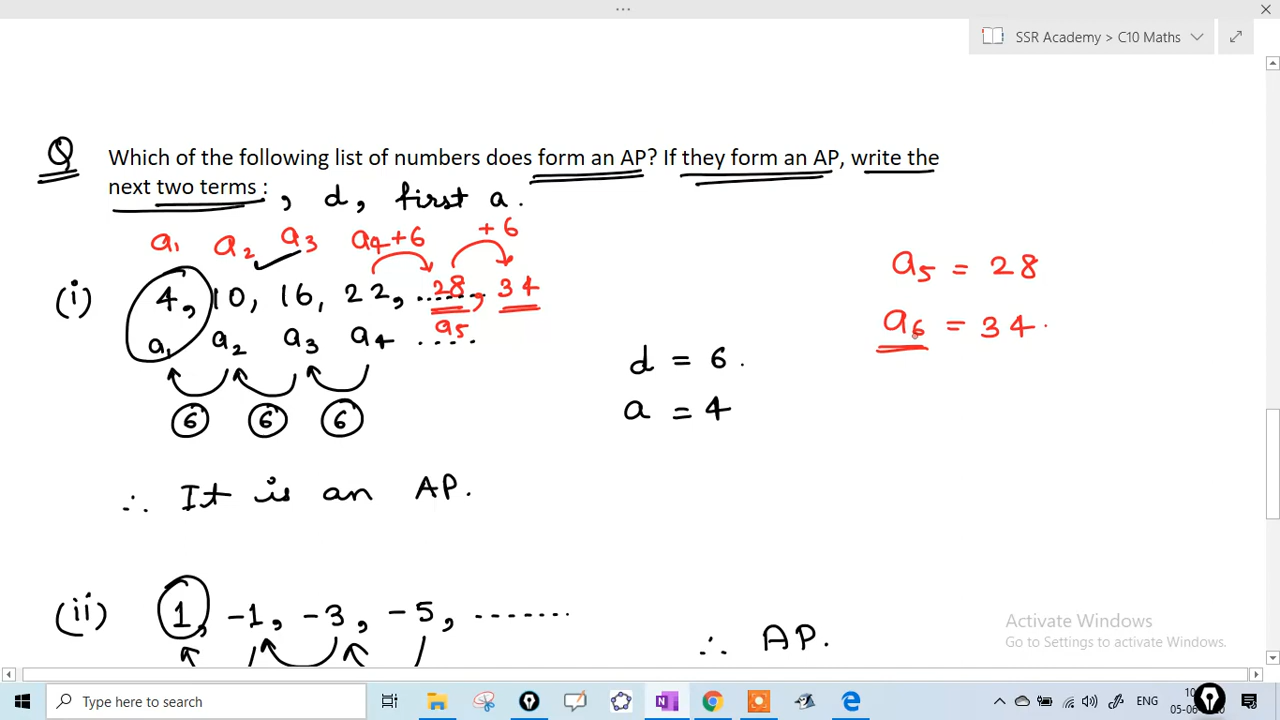 ...
SSR Academy > C10 Maths
Q
Which of the following list of numbers does form an AP? If they form an AP, write the
next two terms : , d, first a.
a1 a2 a3 a4+6 +6
(i) 4, 10, 16, 22, ........ 28, 34
a1 a2 a3 a4 .... a5
6 6 6
d = 6.
a = 4
a5 = 28
a6 = 34.
∴ It is an AP.
(ii) 1, -1, -3, -5, ........
∴ AP.
Activate Windows
Go to Settings to activate Windows.
Type here to search
ENG